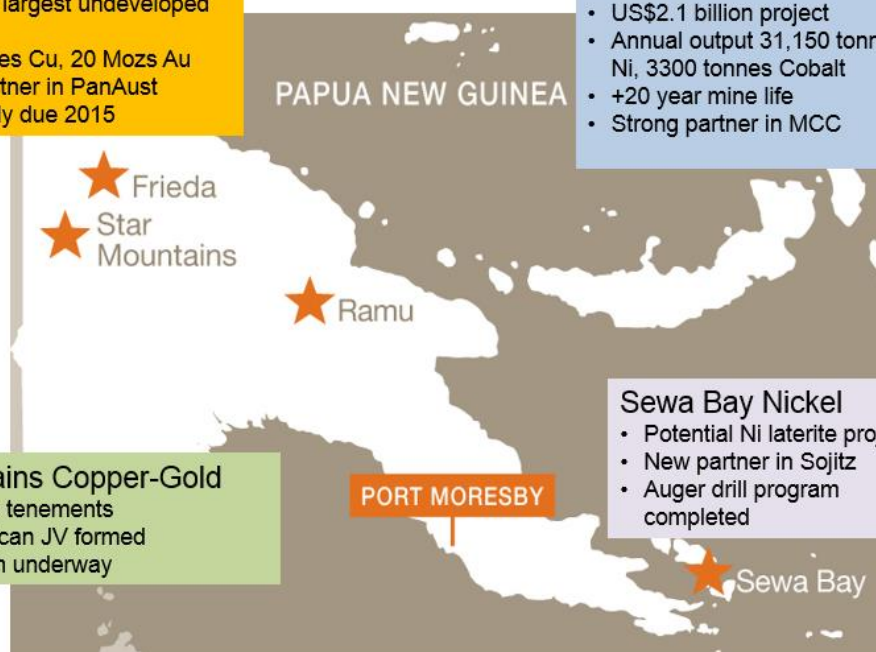 largest undeveloped
es Cu, 20 Mozs Au
tner in PanAust
ly due 2015
• US$2.1 billion project
• Annual output 31,150 tonn
Ni, 3300 tonnes Cobalt
• +20 year mine life
• Strong partner in MCC
PAPUA NEW GUINEA
Frieda
Star
Mountains
Ramu
Sewa Bay Nickel
• Potential Ni laterite proj
• New partner in Sojitz
• Auger drill program
completed
ains Copper-Gold
tenements
can JV formed
n underway
PORT MORESBY
Sewa Bay